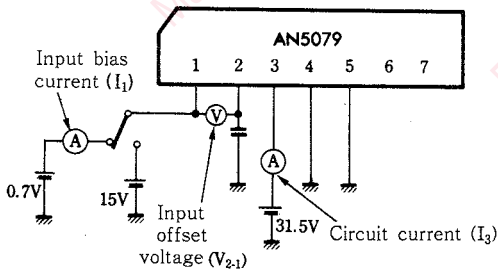 AN5079
1 2 3 4 5 6 7
Input bias
current (I₁)
A
V
A
0.7V
15V
31.5V
Input
offset
voltage (V₂₋₁)
Circuit current (I₃)